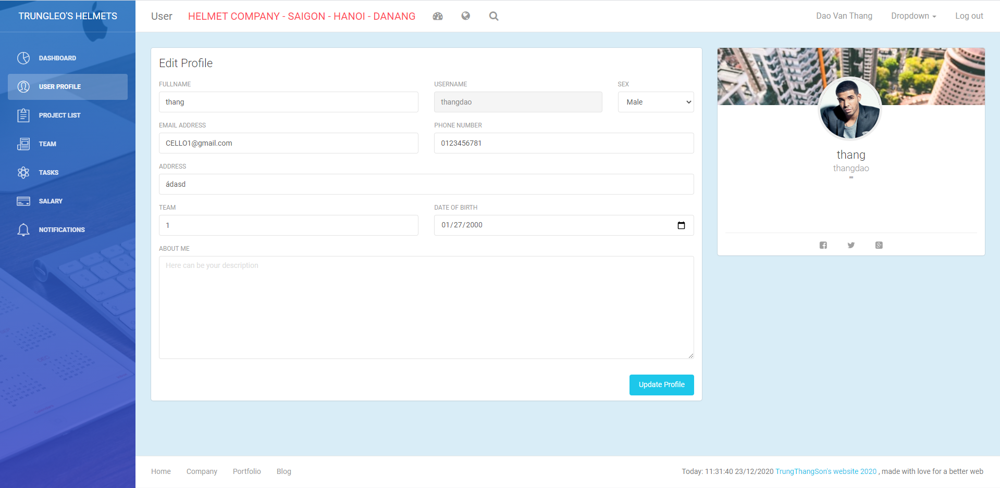 TRUNGLEO'S HELMETS
DASHBOARD
USER PROFILE
PROJECT LIST
TEAM
TASKS
SALARY
NOTIFICATIONS
User HELMET COMPANY - SAIGON - HANOI - DANANG Dao Van Thang Dropdown Log out
Edit Profile
FULLNAME USERNAME SEX
thang thangdao Male
EMAIL ADDRESS PHONE NUMBER
CELLO1@gmail.com 0123456781
ADDRESS
ádasd
TEAM DATE OF BIRTH
1 01/27/2000
ABOUT ME
Here can be your description
Update Profile
thang
thangdao
""
Home Company Portfolio Blog Today: 11:31:40 23/12/2020 TrungThangSon's website 2020 , made with love for a better web